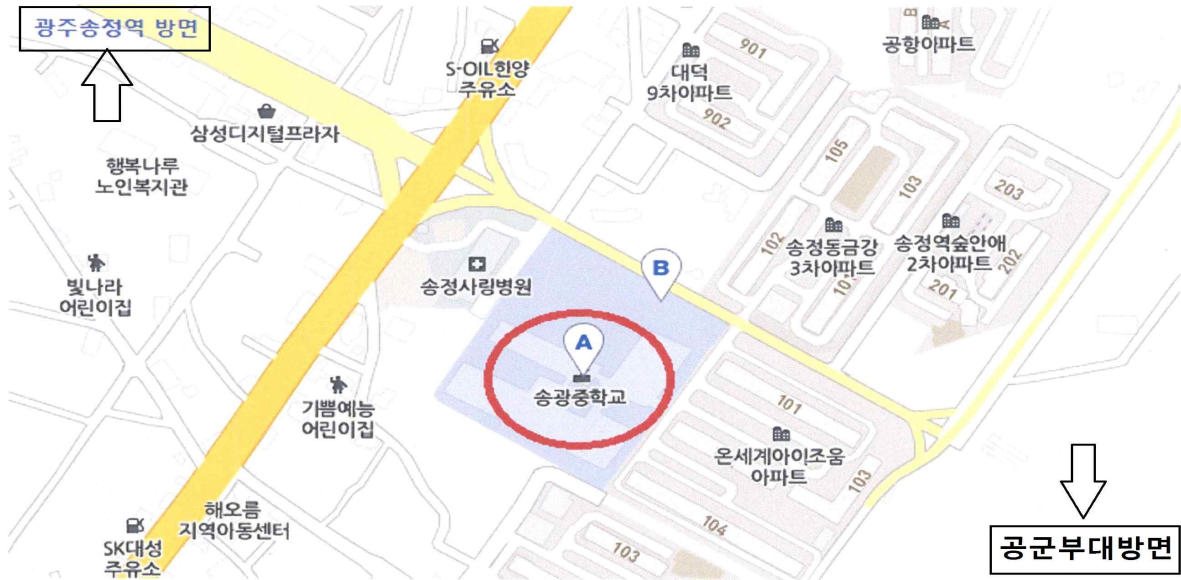 광주송정역 방면
S-OIL힌양
주유소
대덕
9차아파트
901
902
B
A
공항아파트
삼성디지털프라자
행복나루
노인복지관
105
103
102
송정동금강
3차아파트
101
203
송정역숲안애
2차아파트
202
201
빛나라
어린이집
송정사링병원
B
A
송광중학교
기쁨예능
어린이집
101
온세계아이조움
아파트
103
104
103
해오름
지역아동센터
SK대성
주유소
공군부대방면